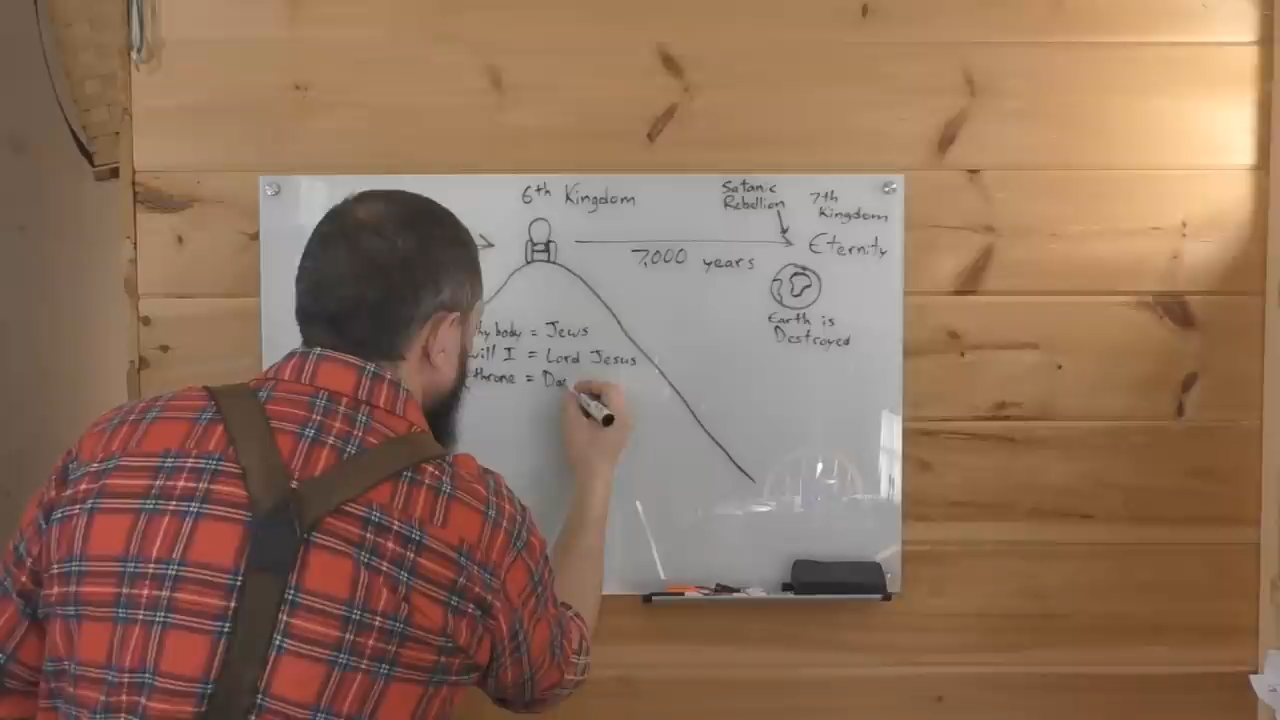 6th Kingdom
Satanic
Rebellion
7th
Kingdom
7,000 years
Eternity
Earth is
Destroyed
thy body = Jews
will I = Lord Jesus
throne =